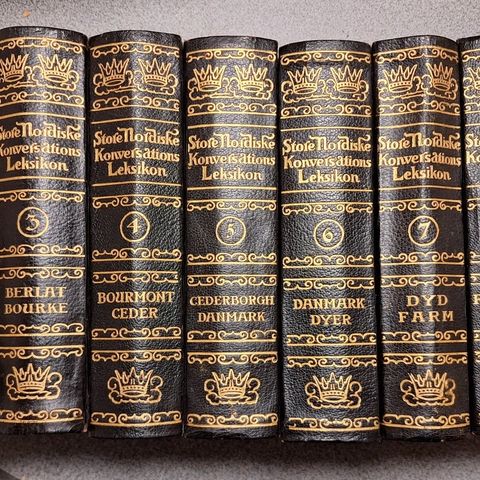 Store Nordiske
Konversations
Leksikon
3
BERLAT
BOURKE
Store Nordiske
Konversations
Leksikon
4
BOURMONT
CEDER
Store Nordiske
Konversations
Leksikon
5
CEDERBORGH
DANMARK
Store Nordiske
Konversations
Leksikon
6
DANMARK
DYER
Store Nordiske
Konversations
Leksikon
7
DYD
FARM